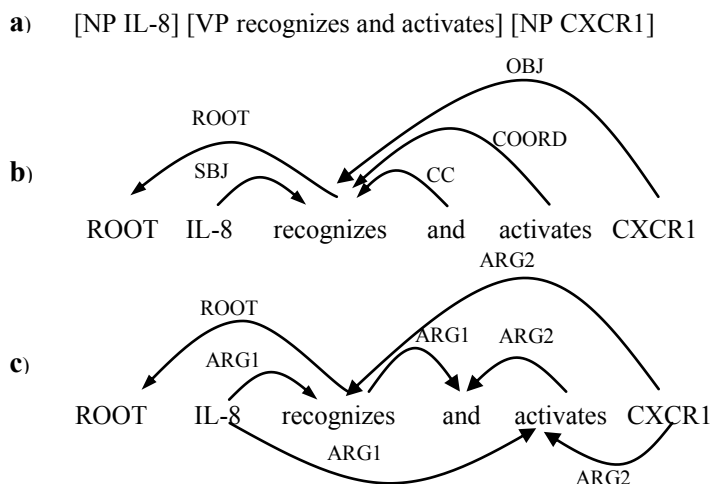 a) [NP IL-8] [VP recognizes and activates] [NP CXCR1]
OBJ
ROOT
COORD
b)
SBJ
CC
ROOT IL-8 recognizes and activates CXCR1
ARG2
ROOT
ARG1 ARG2
c)
ARG1
ROOT IL-8 recognizes and activates CXCR1
ARG1
ARG2